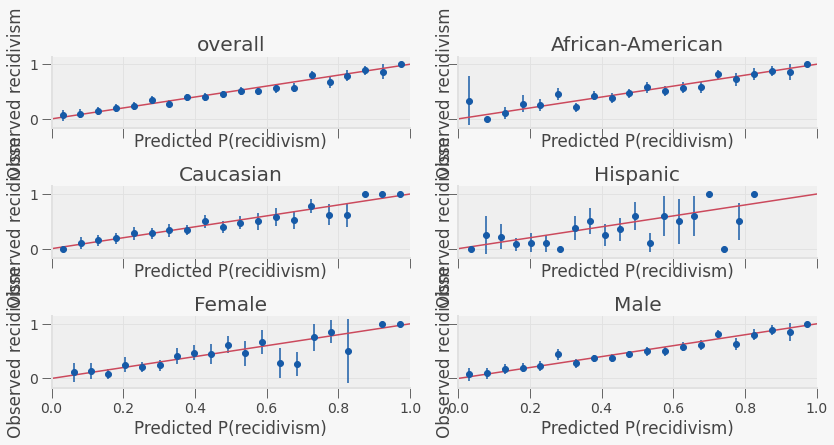 overall
African-American
Observed recidivism
1
0
Predicted P(recidivism)
Observed recidivism
1
0
Predicted P(recidivism)
Caucasian
Hispanic
Observed recidivism
1
0
Predicted P(recidivism)
Observed recidivism
1
0
Predicted P(recidivism)
Female
Male
Observed recidivism
1
0
0.0 0.2 0.4 0.6 0.8 1.0
Predicted P(recidivism)
Observed recidivism
1
0
0.0 0.2 0.4 0.6 0.8 1.0
Predicted P(recidivism)